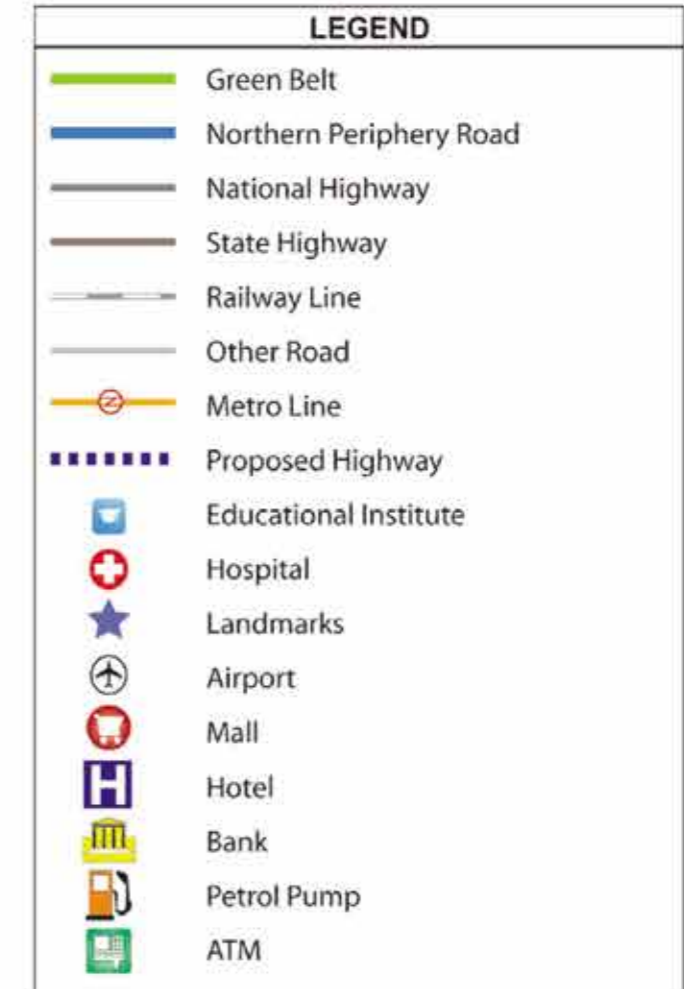 LEGEND
Green Belt
Northern Periphery Road
National Highway
State Highway
Railway Line
Other Road
Metro Line
Proposed Highway
Educational Institute
Hospital
Landmarks
Airport
Mall
H Hotel
Bank
Petrol Pump
ATM